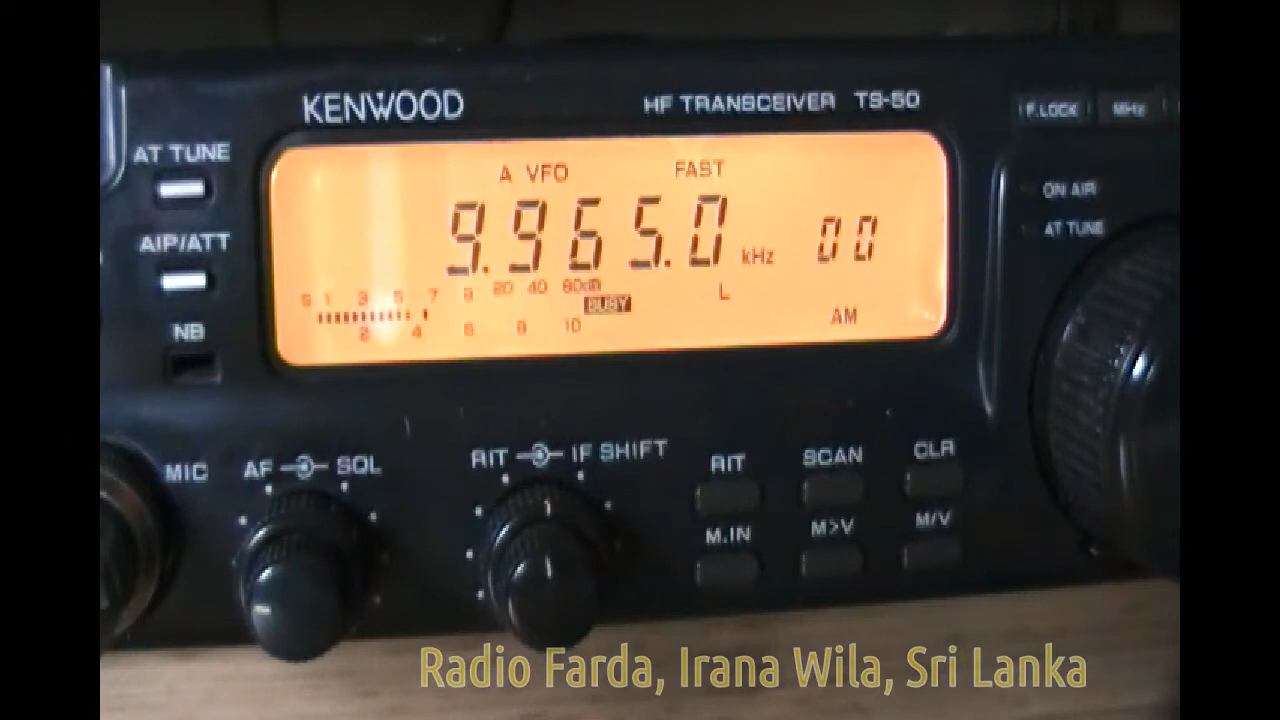 KENWOOD
HF TRANSCEIVER TS-50
F.LOCK
MHz
AT TUNE
A VFO
FAST
9.965.0 kHz
00
ON AIR
AT TUNE
AIP/ATT
S 1 3 5 7 9 20 40 60dB
BUSY
L
2 4 6 8 10
AM
NB
MIC
AF
SQL
RIT
IF SHIFT
RIT
SCAN
CLR
M.IN
M>V
M/V
Radio Farda, Irana Wila, Sri Lanka